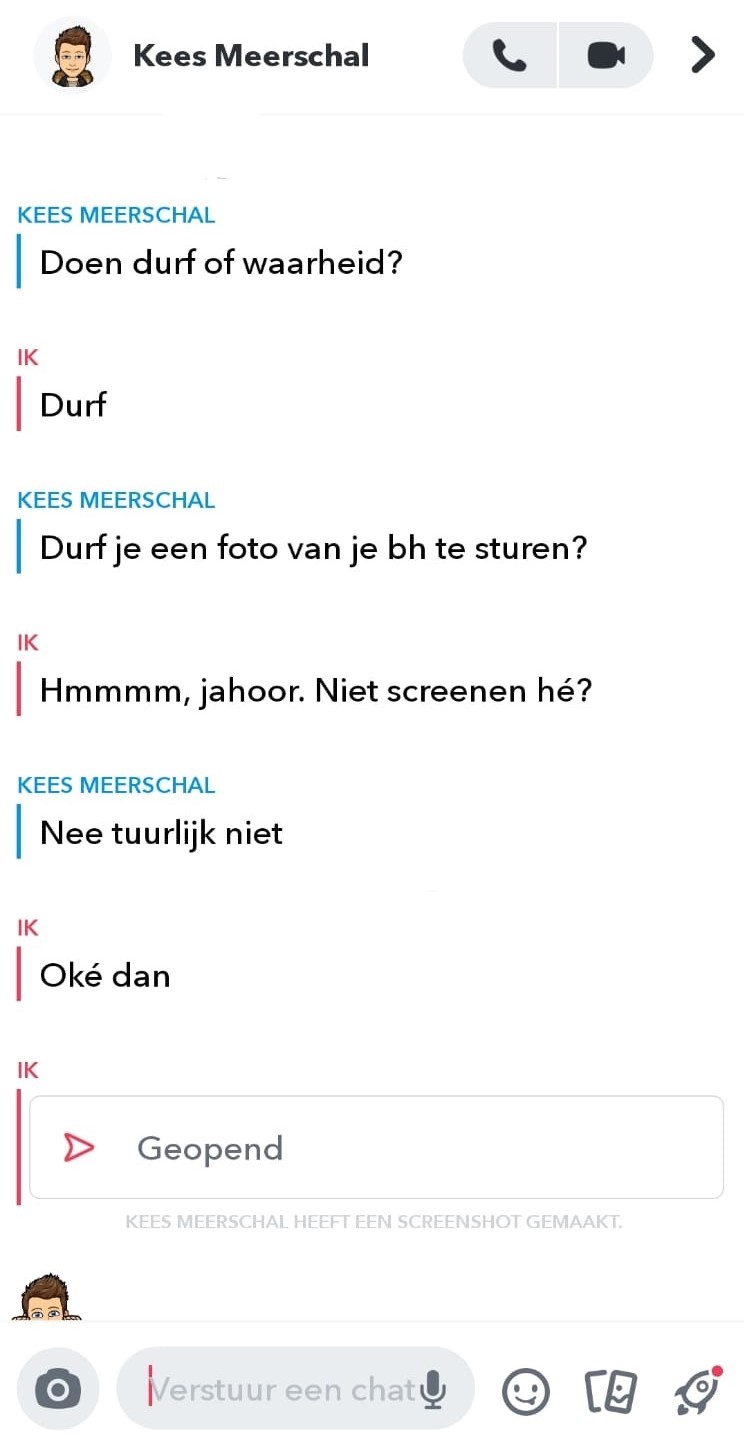 Kees Meerschal
KEES MEERSCHAL
Doen durf of waarheid?
IK
Durf
KEES MEERSCHAL
Durf je een foto van je bh te sturen?
IK
Hmmmm, jahoor. Niet screenen hé?
KEES MEERSCHAL
Nee tuurlijk niet
IK
Oké dan
IK
Geopend
KEES MEERSCHAL HEEFT EEN SCREENSHOT GEMAAKT.
Verstuur een chat